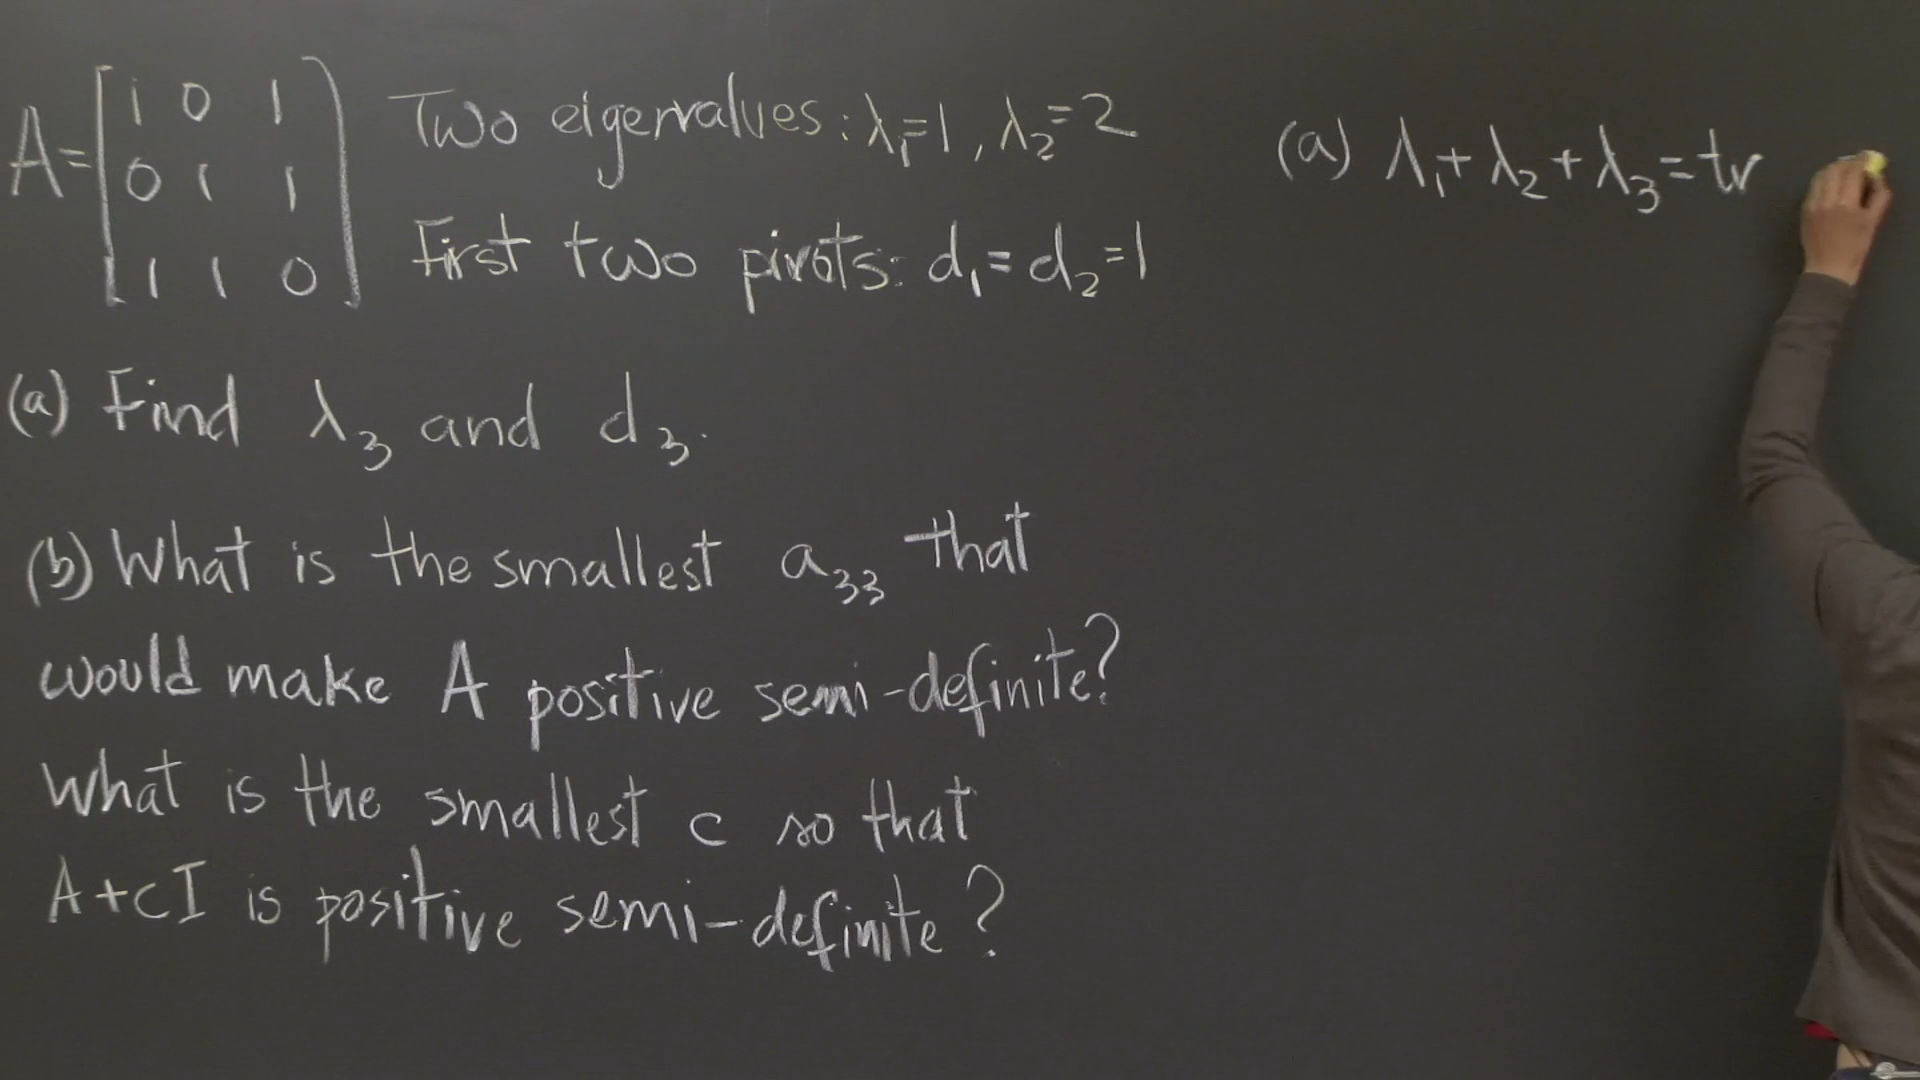 A = [1 0 1
0 1 1
1 1 0]
Two eigenvalues: λ₁=1, λ₂=2
First two pivots: d₁ = d₂ = 1
(a) Find λ₃ and d₃.
(b) What is the smallest a₃₃ that
would make A positive semi-definite?
What is the smallest c so that
A+cI is positive semi-definite?
(a) λ₁ + λ₂ + λ₃ = tr